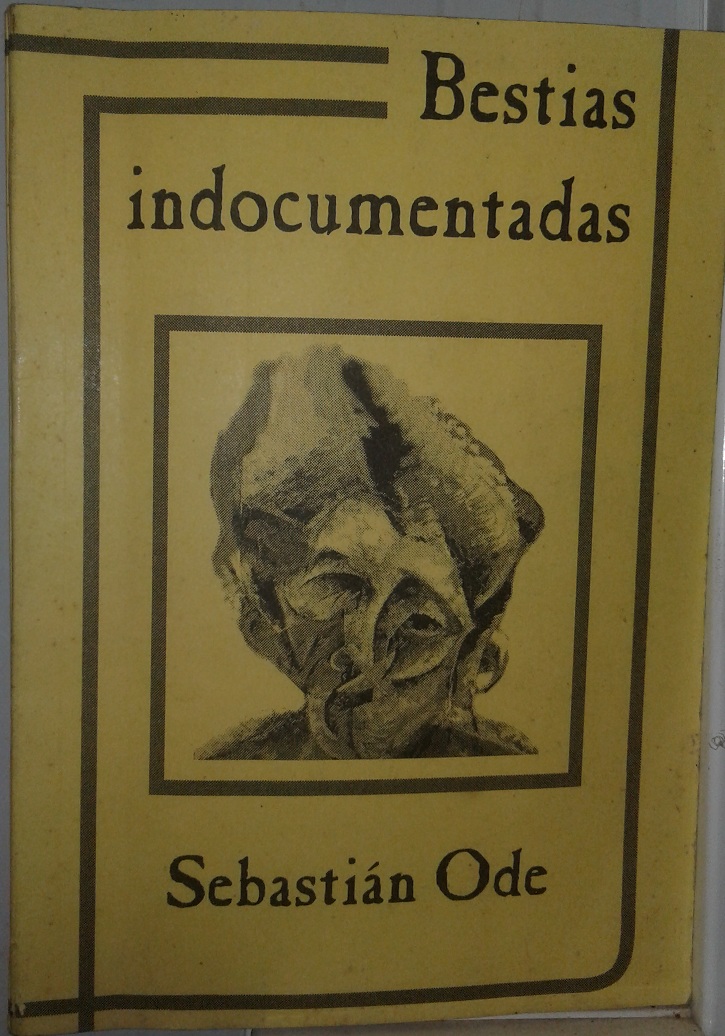 Bestias
indocumentadas
Sebastián Ode